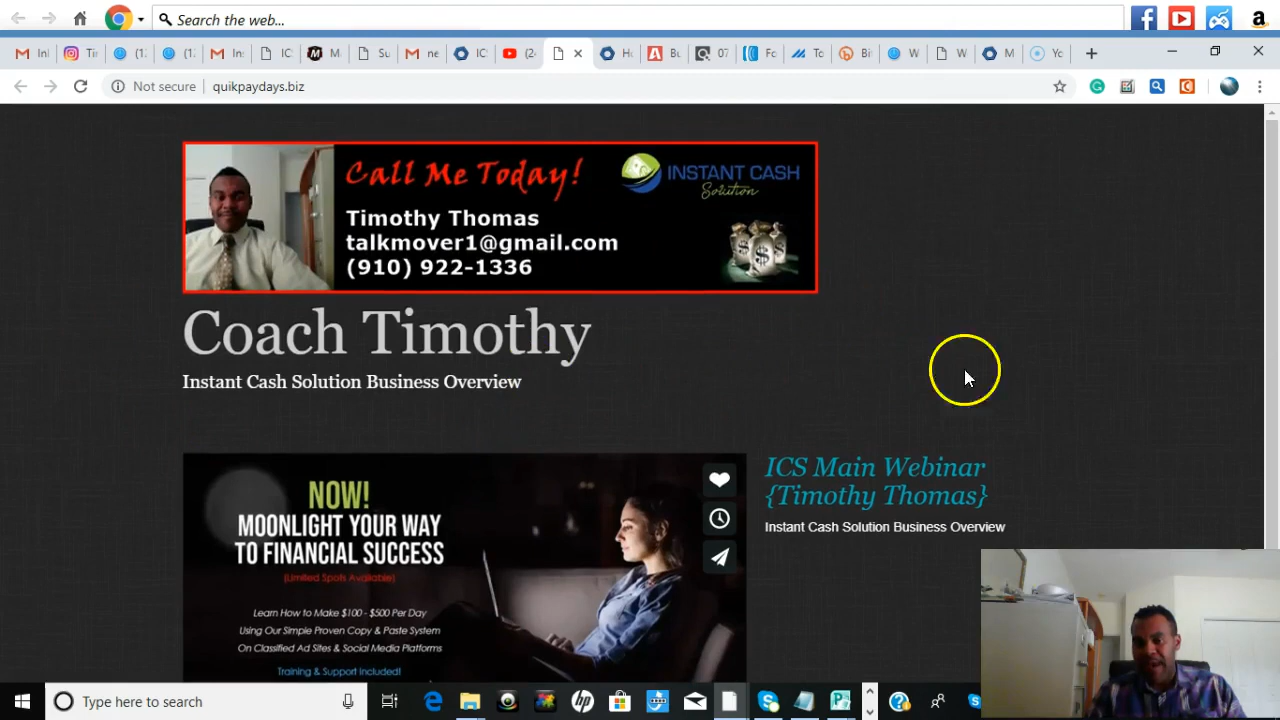 Search the web...
Not secure
quikpaydays.biz
Call Me Today!
INSTANT CASH
Solution
Timothy Thomas
talkmover1@gmail.com
(910) 922-1336
Coach Timothy
Instant Cash Solution Business Overview
NOW!
MOONLIGHT YOUR WAY
TO FINANCIAL SUCCESS
(Limited Spots Available)
Learn How to Make $100 - $500 Per Day
Using Our Simple Proven Copy & Paste System
On Classified Ad Sites & Social Media Platforms
Training & Support Included!
ICS Main Webinar
{Timothy Thomas}
Instant Cash Solution Business Overview
Type here to search